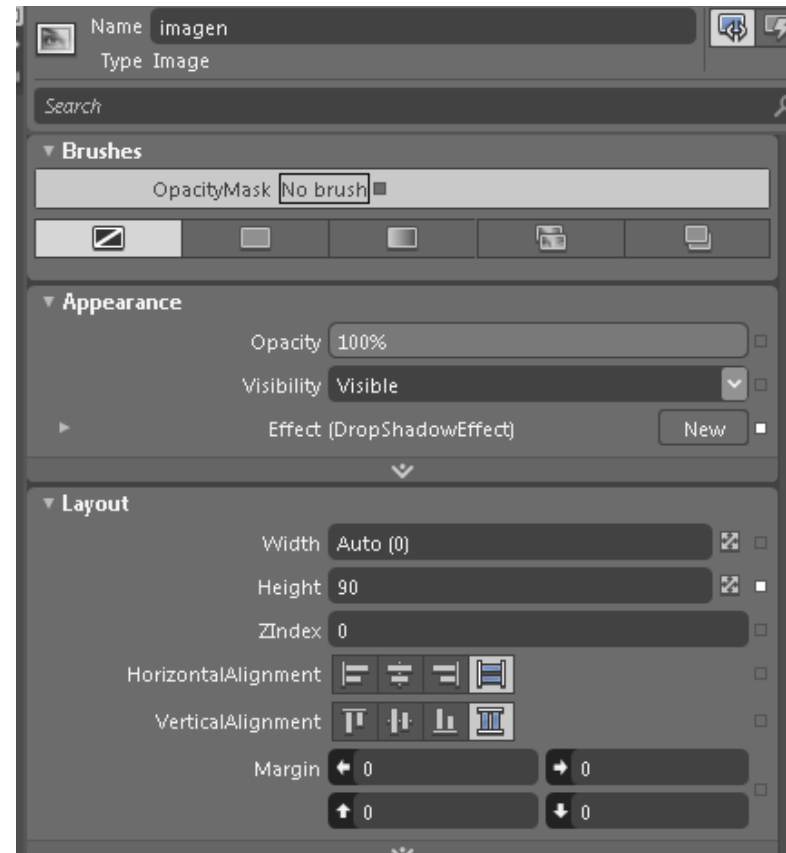 Name imagen
Type Image
Search
Brushes
OpacityMask No brush
Appearance
Opacity 100%
Visibility Visible
Effect (DropShadowEffect) New
Layout
Width Auto (0)
Height 90
ZIndex 0
HorizontalAlignment
VerticalAlignment
Margin 0 0
0 0